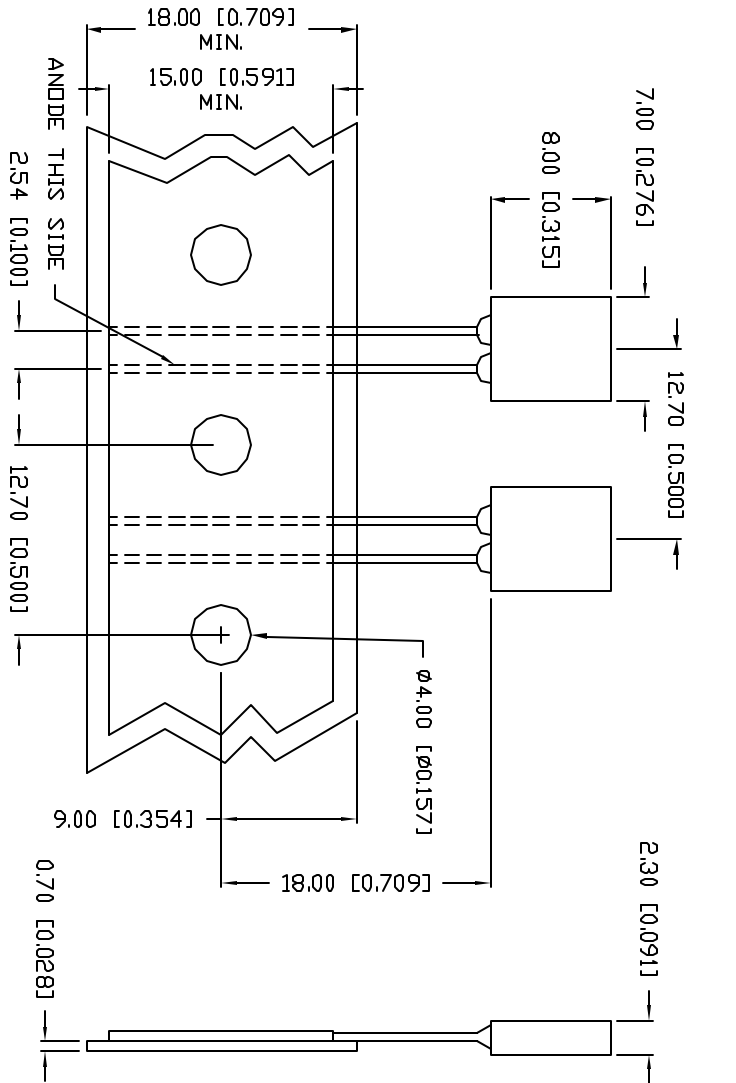 18.00 [0.709]
MIN.
15.00 [0.591]
MIN.
ANODE THIS SIDE
2.54 [0.100]
7.00 [0.276]
8.00 [0.315]
12.70 [0.500]
12.70 [0.500]
Ø4.00 [Ø0.157]
9.00 [0.354]
18.00 [0.709]
0.70 [0.028]
2.30 [0.091]